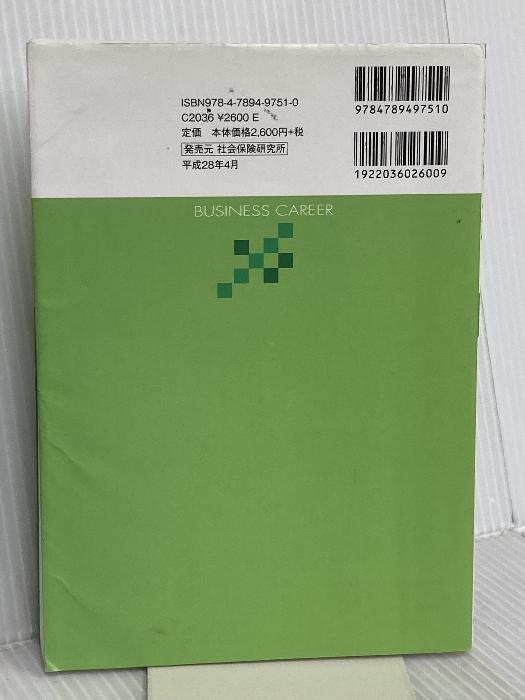 ISBN978-4-7894-9751-0
C2036 ¥2600 E
定価 本体価格2,600円+税
発売元 社会保険研究所
平成28年4月
9784789497510
1922036026009
BUSINESS CAREER